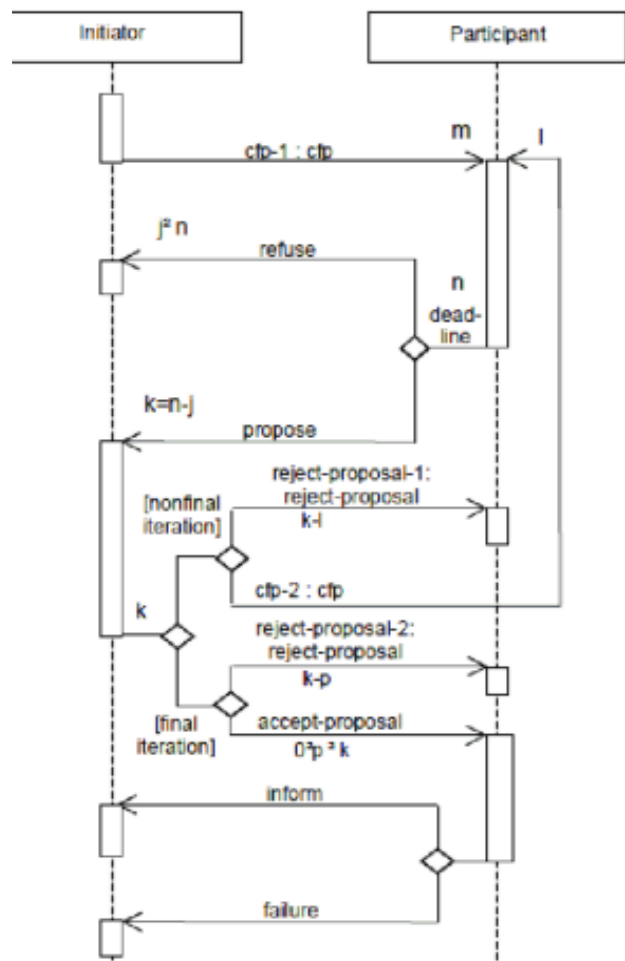 Initiator
Participant
m
l
cfp-1 : cfp
j² n
refuse
n
dead-
line
k=n-j
propose
reject-proposal-1:
reject-proposal
[nonfinal
iteration]
k-l
cfp-2 : cfp
k
reject-proposal-2:
reject-proposal
k-p
[final
iteration]
accept-proposal
0³p ³ k
inform
failure